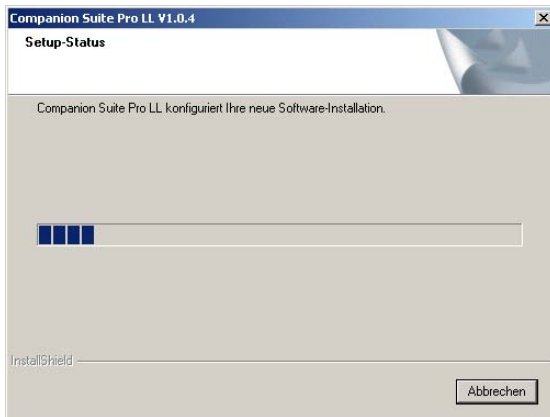 Companion Suite Pro LL V1.0.4
Setup-Status
Companion Suite Pro LL konfiguriert Ihre neue Software-Installation.
InstallShield
Abbrechen